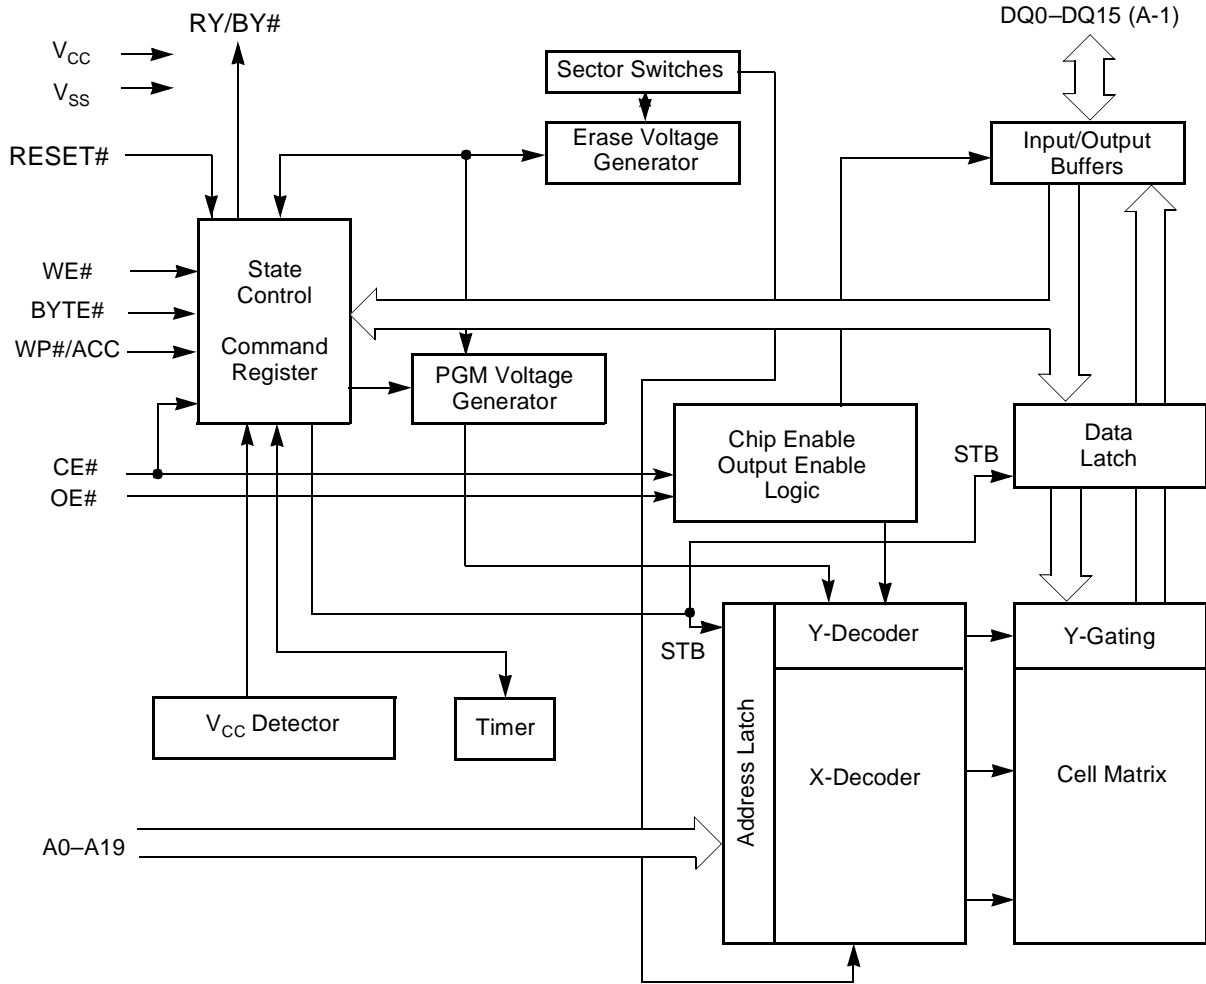 RY/BY#
DQ0–DQ15 (A-1)
VCC
VSS
Sector Switches
RESET#
Erase Voltage
Generator
Input/Output
Buffers
WE#
BYTE#
WP#/ACC
State
Control
Command
Register
PGM Voltage
Generator
CE#
OE#
Chip Enable
Output Enable
Logic
STB
Data
Latch
STB
Y-Decoder
Y-Gating
VCC Detector
Timer
Address Latch
X-Decoder
Cell Matrix
A0–A19